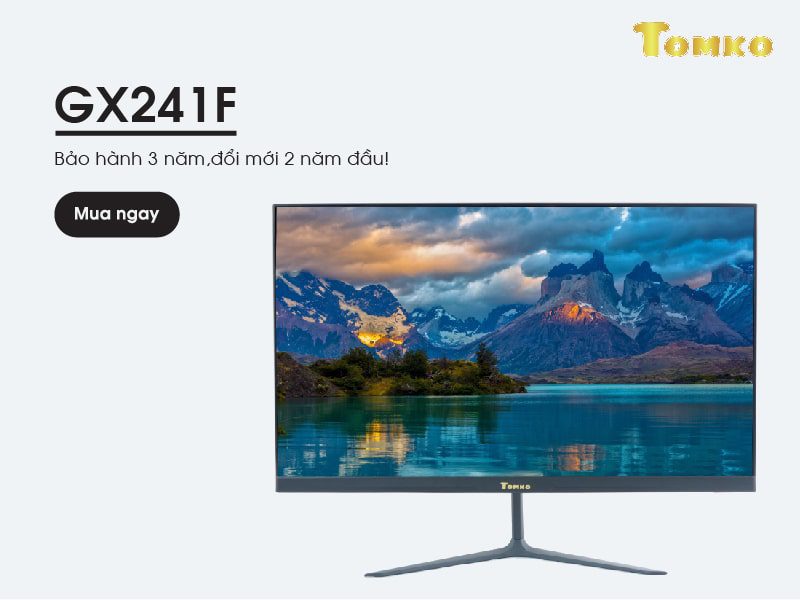 TOMKO
GX241F
Bảo hành 3 năm,đổi mới 2 năm đầu!
Mua ngay
TOMKO